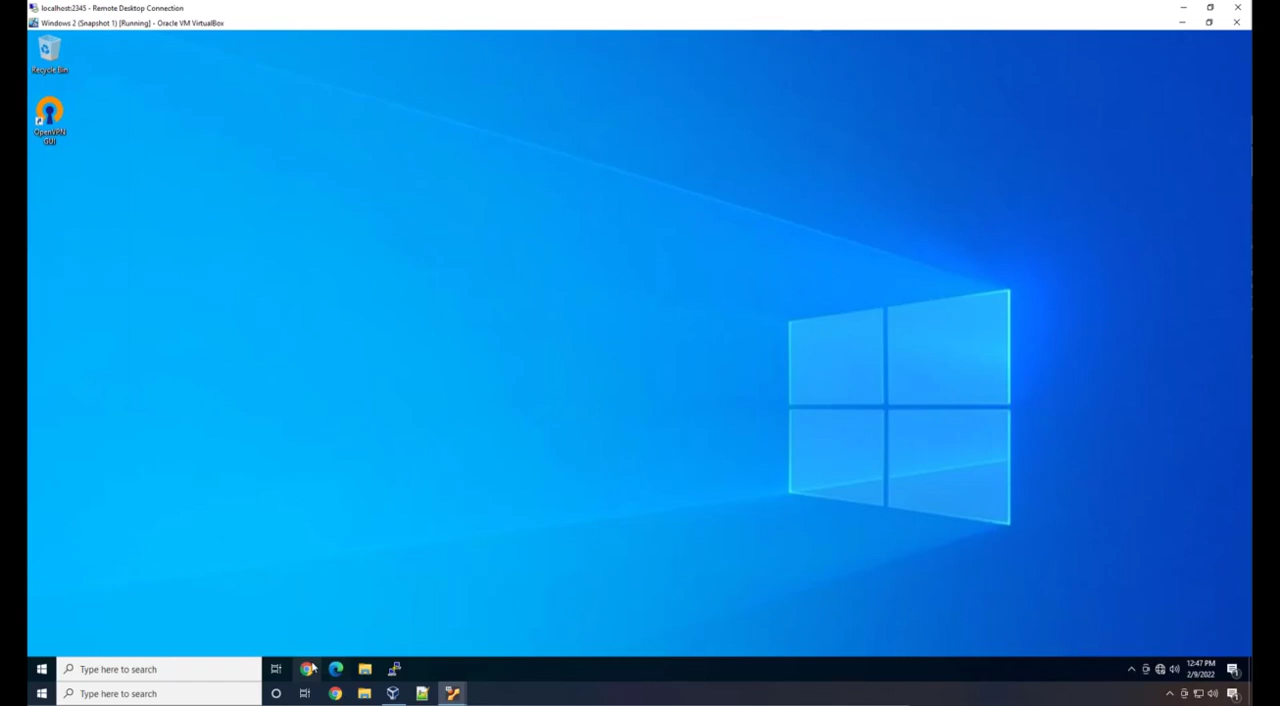 localhost:2345 - Remote Desktop Connection
Windows 2 (Snapshot 1) [Running] - Oracle VM VirtualBox
Recycle Bin
OpenVPN
GUI
Type here to search
12:47 PM
2/9/2022
Type here to search